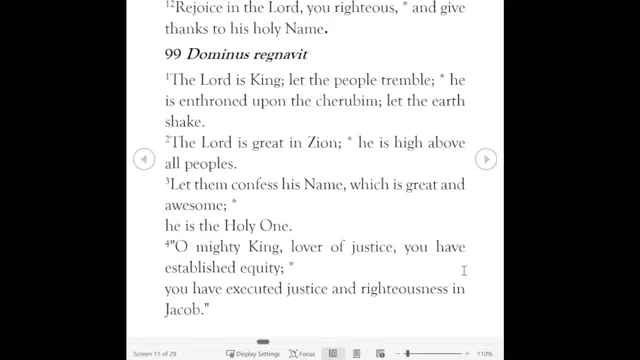 12Rejoice in the Lord, you righteous, * and give
thanks to his holy Name.
99 Dominus regnavit
1The Lord is King; let the people tremble; * he
is enthroned upon the cherubim; let the earth
shake.
2The Lord is great in Zion; * he is high above
all peoples.
3Let them confess his Name, which is great and
awesome; *
he is the Holy One.
4"O mighty King, lover of justice, you have
established equity; *
you have executed justice and righteousness in
Jacob."
Screen 11 of 29 Display Settings Focus 110%